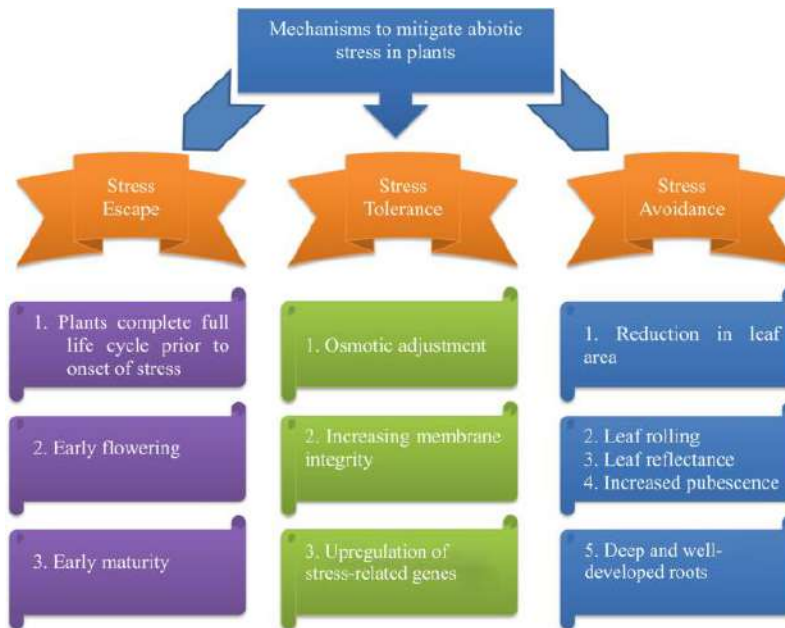 Mechanisms to mitigate abiotic
stress in plants
Stress
Escape
Stress
Tolerance
Stress
Avoidance
1. Plants complete full
life cycle prior to
onset of stress
2. Early flowering
3. Early maturity
1. Osmotic adjustment
2. Increasing membrane
integrity
3. Upregulation of
stress-related genes
1. Reduction in leaf
area
2. Leaf rolling
3. Leaf reflectance
4. Increased pubescence
5. Deep and well-
developed roots